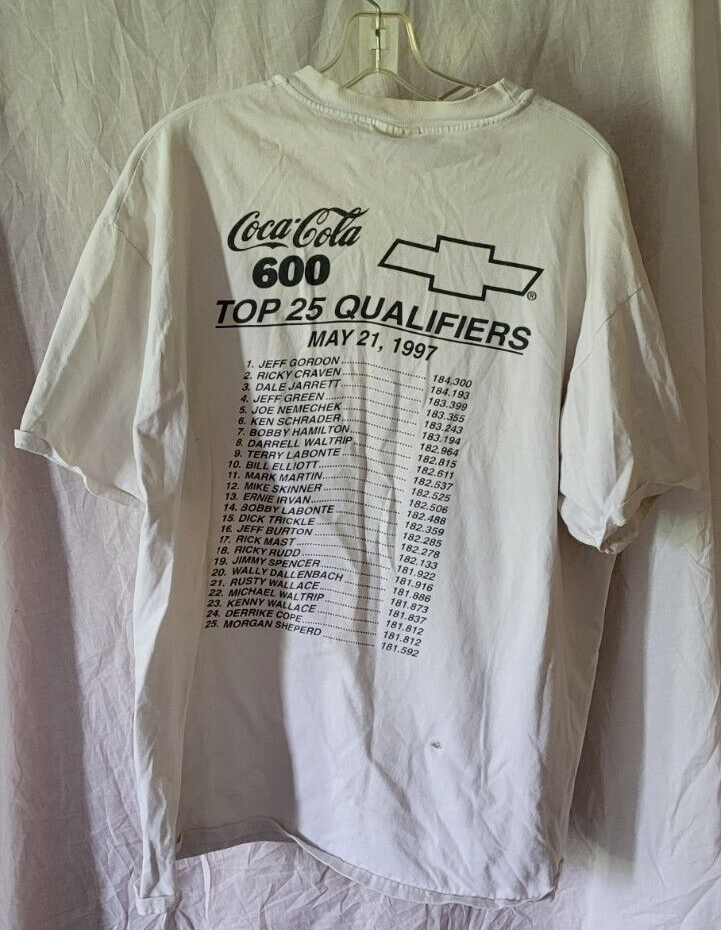 Coca-Cola
600
®
TOP 25 QUALIFIERS
MAY 21, 1997
1. JEFF GORDON 184.300
2. RICKY CRAVEN 184.193
3. DALE JARRETT 183.399
4. JEFF GREEN 183.355
5. JOE NEMECHEK 183.243
6. KEN SCHRADER 183.194
7. BOBBY HAMILTON 182.964
8. DARRELL WALTRIP 182.815
9. TERRY LABONTE 182.611
10. BILL ELLIOTT 182.537
11. MARK MARTIN 182.525
12. MIKE SKINNER 182.506
13. ERNIE IRVAN 182.488
14. BOBBY LABONTE 182.359
15. DICK TRICKLE 182.285
16. JEFF BURTON 182.278
17. RICK MAST 182.133
18. RICKY RUDD 181.922
19. JIMMY SPENCER 181.916
20. WALLY DALLENBACH 181.886
21. RUSTY WALLACE 181.873
22. MICHAEL WALTRIP 181.837
23. KENNY WALLACE 181.812
24. DERRIKE COPE 181.812
25. MORGAN SHEPERD 181.592